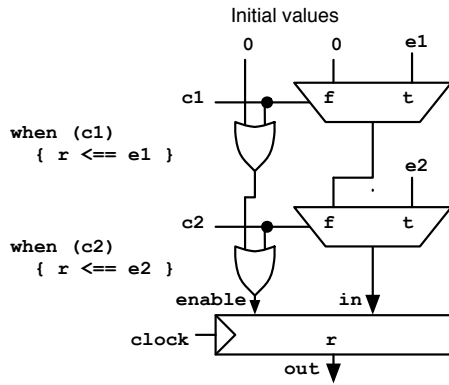 Initial values
0 0 e1
c1 f t
when (c1)
{ r <== e1 }
e2
c2 f t
when (c2)
{ r <== e2 }
enable in
clock r
out